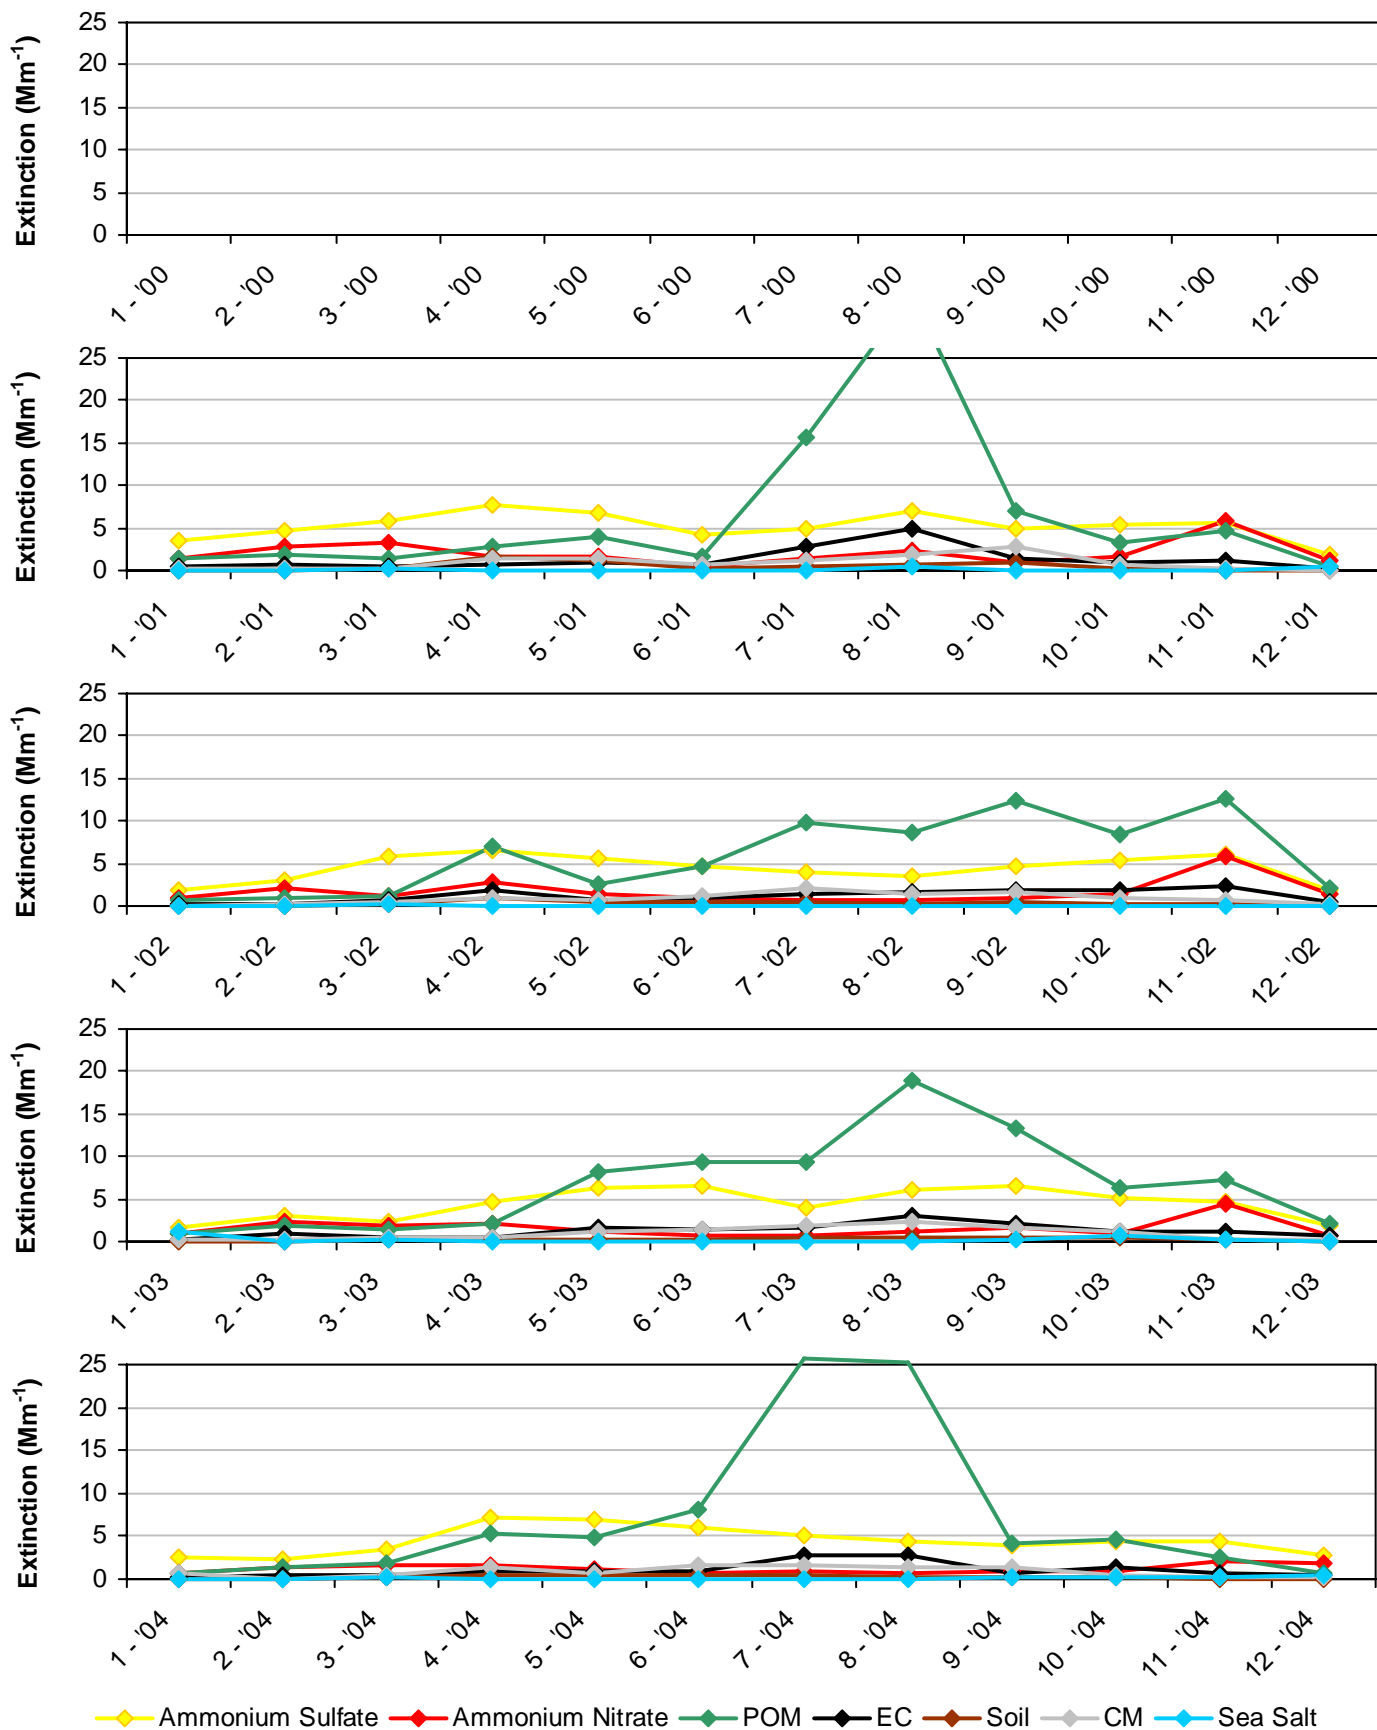 Extinction (Mm-1)
25
20
15
10
5
0
1 - '00 2 - '00 3 - '00 4 - '00 5 - '00 6 - '00 7 - '00 8 - '00 9 - '00 10 - '00 11 - '00 12 - '00
Extinction (Mm-1)
25
20
15
10
5
0
1 - '01 2 - '01 3 - '01 4 - '01 5 - '01 6 - '01 7 - '01 8 - '01 9 - '01 10 - '01 11 - '01 12 - '01
Extinction (Mm-1)
25
20
15
10
5
0
1 - '02 2 - '02 3 - '02 4 - '02 5 - '02 6 - '02 7 - '02 8 - '02 9 - '02 10 - '02 11 - '02 12 - '02
Extinction (Mm-1)
25
20
15
10
5
0
1 - '03 2 - '03 3 - '03 4 - '03 5 - '03 6 - '03 7 - '03 8 - '03 9 - '03 10 - '03 11 - '03 12 - '03
Extinction (Mm-1)
25
20
15
10
5
0
1 - '04 2 - '04 3 - '04 4 - '04 5 - '04 6 - '04 7 - '04 8 - '04 9 - '04 10 - '04 11 - '04 12 - '04
Ammonium Sulfate Ammonium Nitrate POM EC Soil CM Sea Salt